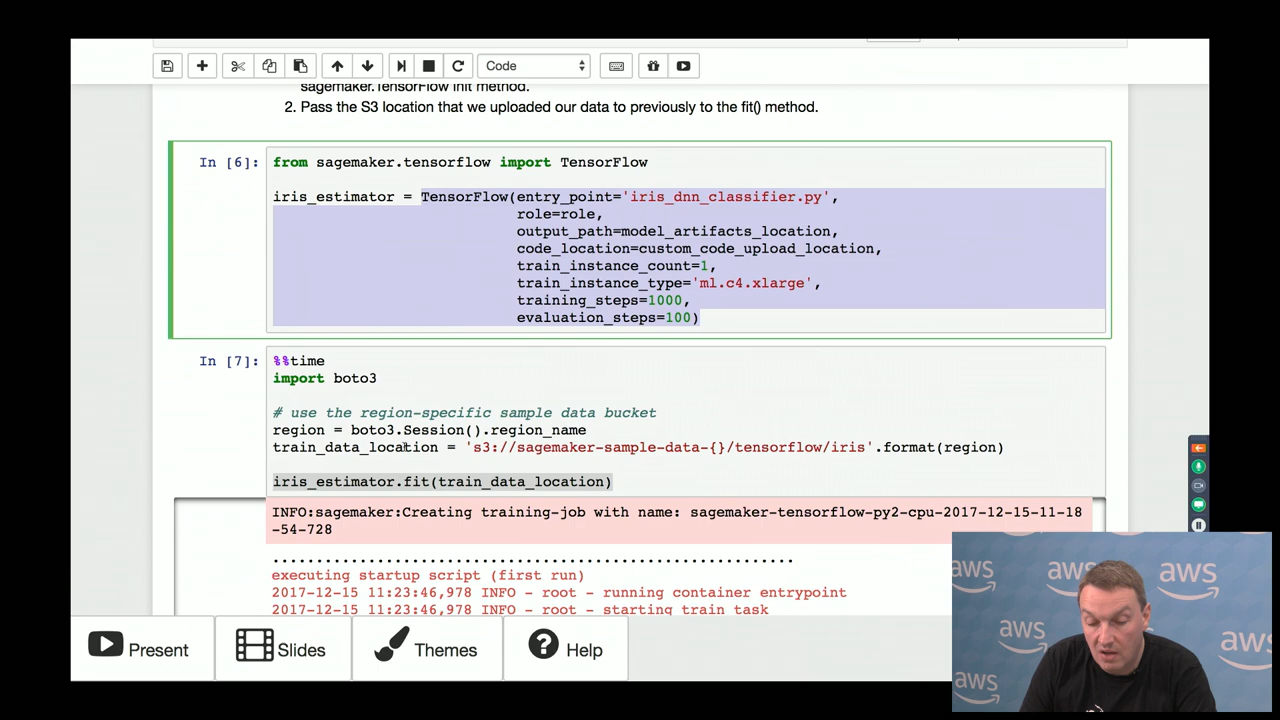 Code
sagemaker.TensorFlow init method.
2. Pass the S3 location that we uploaded our data to previously to the fit() method.
In [6]:
from sagemaker.tensorflow import TensorFlow
iris_estimator = TensorFlow(entry_point='iris_dnn_classifier.py',
role=role,
output_path=model_artifacts_location,
code_location=custom_code_upload_location,
train_instance_count=1,
train_instance_type='ml.c4.xlarge',
training_steps=1000,
evaluation_steps=100)
In [7]:
%%time
import boto3
# use the region-specific sample data bucket
region = boto3.Session().region_name
train_data_location = 's3://sagemaker-sample-data-{}/tensorflow/iris'.format(region)
iris_estimator.fit(train_data_location)
INFO:sagemaker:Creating training-job with name: sagemaker-tensorflow-py2-cpu-2017-12-15-11-18
-54-728
............................................................
executing startup script (first run)
2017-12-15 11:23:46,978 INFO - root - running container entrypoint
2017-12-15 11:23:46,978 INFO - root - starting train task
Present
Slides
Themes
? Help
aws aws aws
aws aws
aws